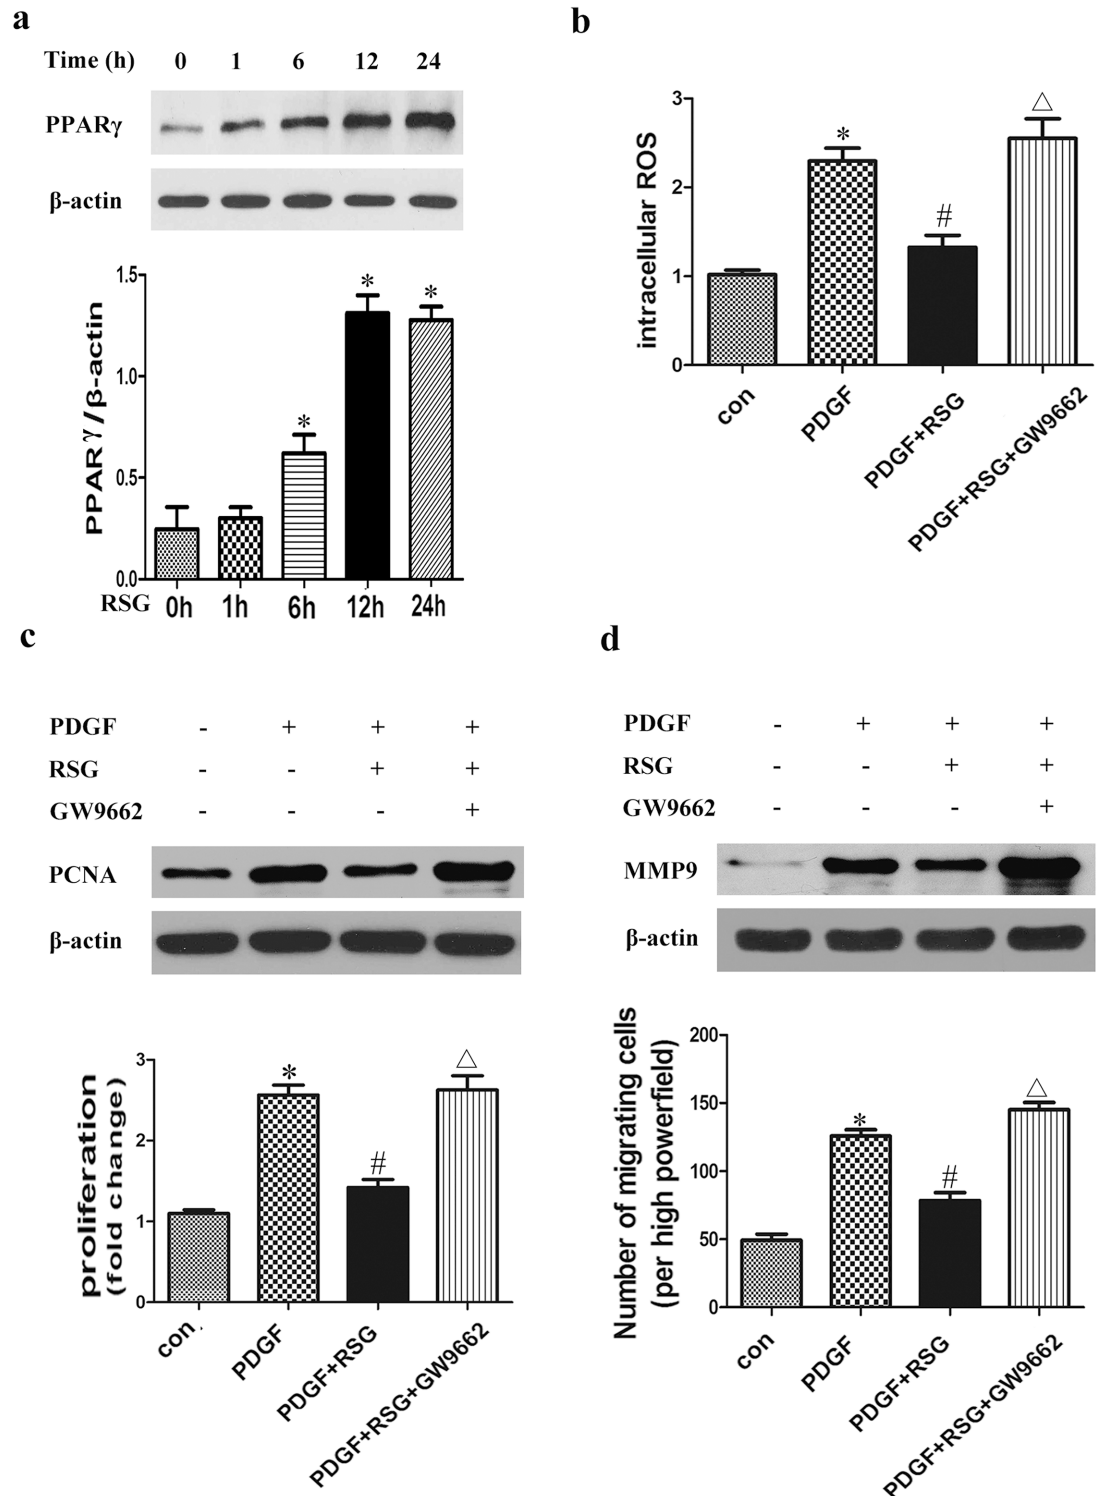 a
Time (h) 0 1 6 12 24
PPARγ
β-actin
PPARγ/β-actin
1.5
1.0
0.5
0.0
* * *
RSG 0h 1h 6h 12h 24h
b
intracellular ROS
3
2
1
0
* # △
con PDGF PDGF+RSG PDGF+RSG+GW9662
c
PDGF - + + +
RSG - - + +
GW9662 - - - +
PCNA
β-actin
proliferation
(fold change)
3
2
1
0
* # △
con PDGF PDGF+RSG PDGF+RSG+GW9662
d
PDGF - + + +
RSG - - + +
GW9662 - - - +
MMP9
β-actin
Number of migrating cells
(per high powerfield)
200
150
100
50
0
* # △
con PDGF PDGF+RSG PDGF+RSG+GW9662